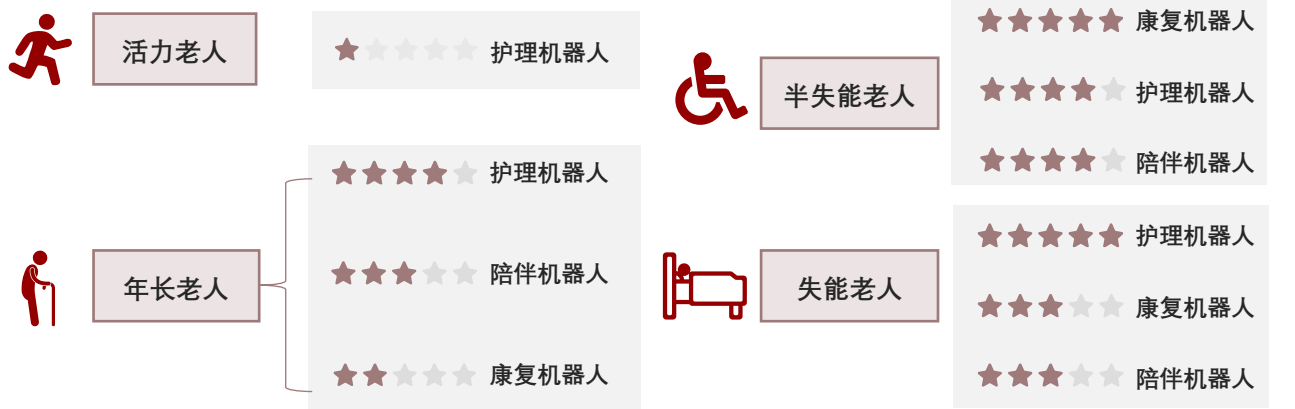 活力老人
护理机器人
年长老人
护理机器人
陪伴机器人
康复机器人
半失能老人
康复机器人
护理机器人
陪伴机器人
失能老人
护理机器人
康复机器人
陪伴机器人